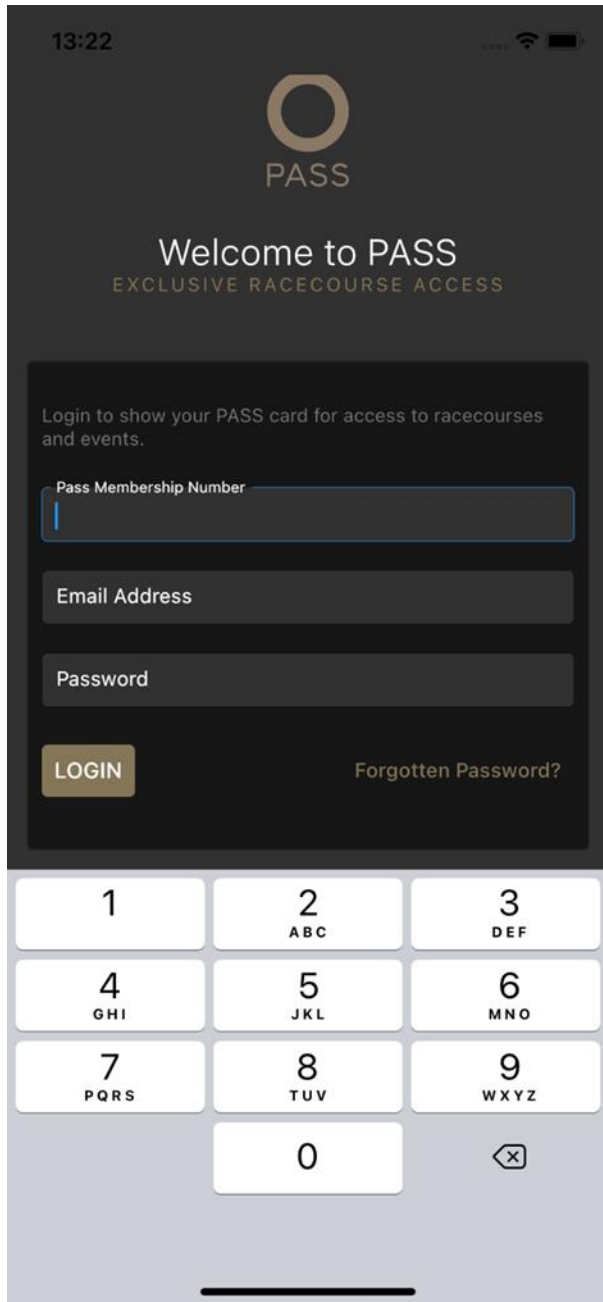 13:22
PASS
Welcome to PASS
EXCLUSIVE RACECOURSE ACCESS
Login to show your PASS card for access to racecourses
and events.
Pass Membership Number
Email Address
Password
LOGIN Forgotten Password?
1 2 3
ABC DEF
4 5 6
GHI JKL MNO
7 8 9
PQRS TUV WXYZ
0